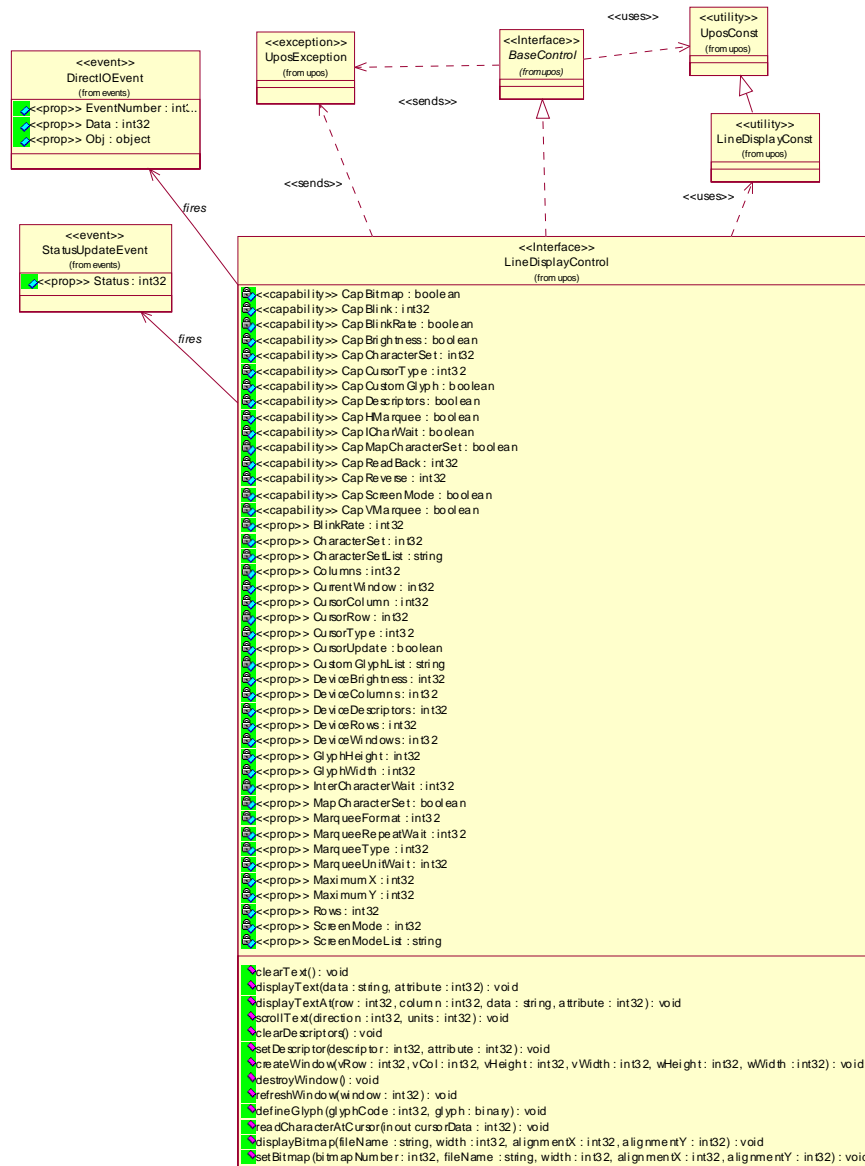 <<uses>>
<<exception>>
UposException
(from upos)
<<Interface>>
BaseControl
(from upos)
<<utility>>
UposConst
(from upos)
<<event>>
DirectIOEvent
(from events)
<<prop>> EventNumber : int...
<<prop>> Data : int32
<<prop>> Obj : object
<<sends>>
<<utility>>
LineDisplayConst
(from upos)
<<sends>>
<<uses>>
fires
<<event>>
StatusUpdateEvent
(from events)
<<prop>> Status : int32
fires
<<Interface>>
LineDisplayControl
(from upos)
<<capability>> CapBitmap : boolean
<<capability>> CapBlink : int32
<<capability>> CapBlinkRate : boolean
<<capability>> CapBrightness : boolean
<<capability>> CapCharacterSet : int32
<<capability>> CapCursorType : int32
<<capability>> CapCustomGlyph : boolean
<<capability>> CapDescriptors : boolean
<<capability>> CapHMarquee : boolean
<<capability>> CapICharWait : boolean
<<capability>> CapMapCharacterSet : boolean
<<capability>> CapReadBack : int32
<<capability>> CapReverse : int32
<<capability>> CapScreenMode : boolean
<<capability>> CapVMarquee : boolean
<<prop>> BlinkRate : int32
<<prop>> CharacterSet : int32
<<prop>> CharacterSetList : string
<<prop>> Columns : int32
<<prop>> CurrentWindow : int32
<<prop>> CursorColumn : int32
<<prop>> CursorRow : int32
<<prop>> CursorType : int32
<<prop>> CursorUpdate : boolean
<<prop>> CustomGlyphList : string
<<prop>> DeviceBrightness : int32
<<prop>> DeviceColumns : int32
<<prop>> DeviceDescriptors : int32
<<prop>> DeviceRows : int32
<<prop>> DeviceWindows : int32
<<prop>> GlyphHeight : int32
<<prop>> GlyphWidth : int32
<<prop>> InterCharacterWait : int32
<<prop>> MapCharacterSet : boolean
<<prop>> MarqueeFormat : int32
<<prop>> MarqueeRepeatWait : int32
<<prop>> MarqueeType : int32
<<prop>> MarqueeUnitWait : int32
<<prop>> MaximumX : int32
<<prop>> MaximumY : int32
<<prop>> Rows : int32
<<prop>> ScreenMode : int32
<<prop>> ScreenModeList : string
clearText() : void
displayText(data : string, attribute : int32) : void
displayTextAt(row : int32, column : int32, data : string, attribute : int32) : void
scrollText(direction : int32, units : int32) : void
clearDescriptors() : void
setDescriptor(descriptor : int32, attribute : int32) : void
createWindow(vRow : int32, vCol : int32, vHeight : int32, vWidth : int32, wHeight : int32, wWidth : int32) : void
destroyWindow() : void
refreshWindow(window : int32) : void
defineGlyph(glyphCode : int32, glyph : binary) : void
readCharacterAtCursor(inout cursorData : int32) : void
displayBitmap(fileName : string, width : int32, alignmentX : int32, alignmentY : int32) : void
setBitmap(bitmapNumber : int32, fileName : string, width : int32, alignmentX : int32, alignmentY : int32) : void